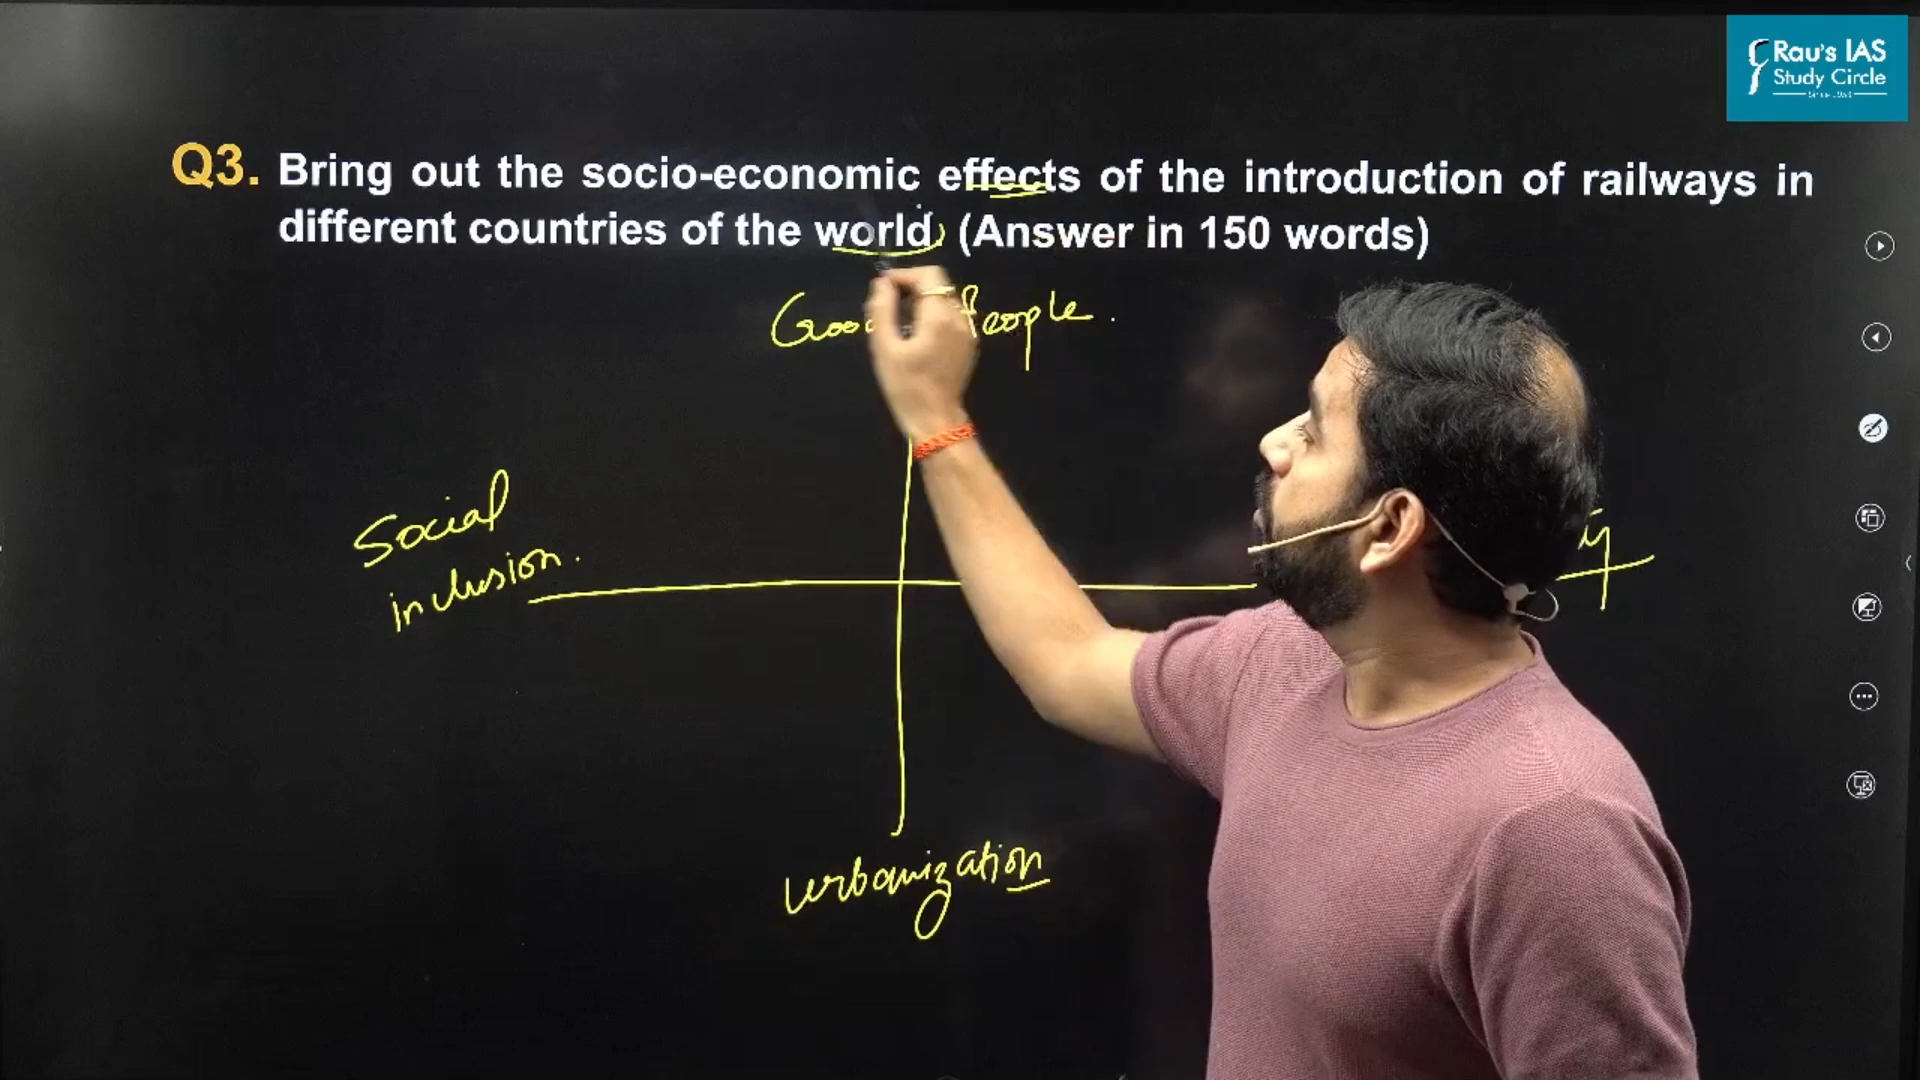 Rau's IAS
Study Circle
Q3. Bring out the socio-economic effects of the introduction of railways in
different countries of the world. (Answer in 150 words)
People.
Social
inclusion.
urbanization